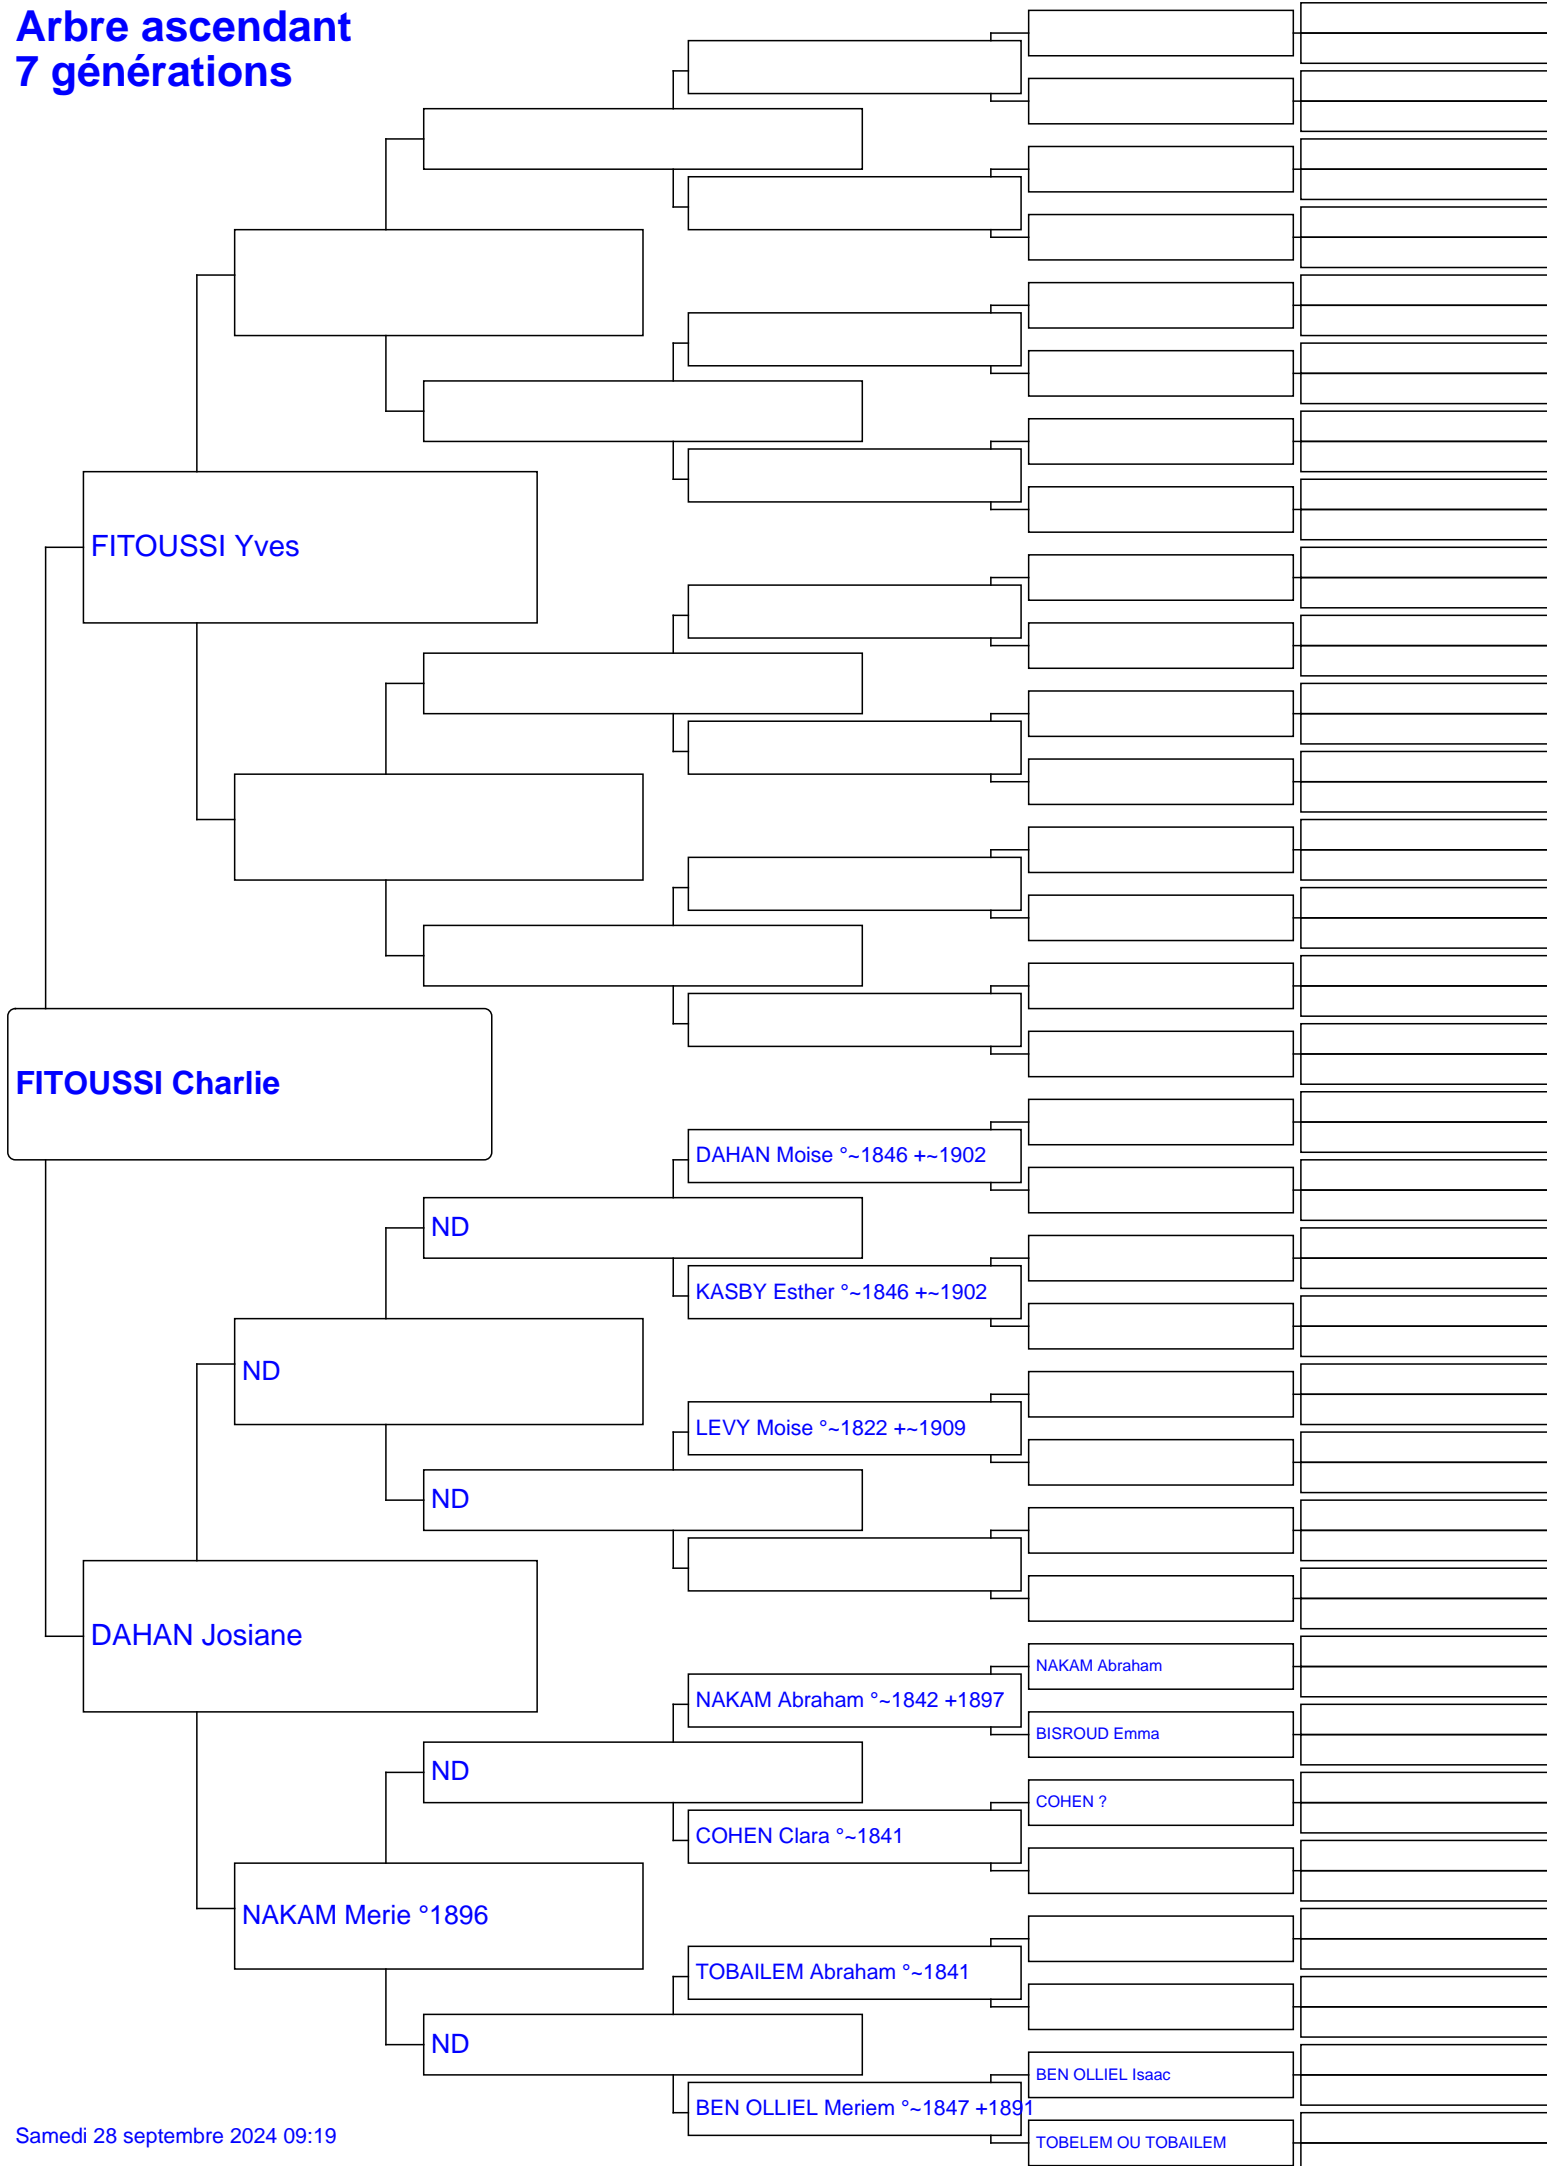 Arbre ascendant
7 générations
FITOUSSI Yves
FITOUSSI Charlie
DAHAN Moise °~1846 +~1902
ND
KASBY Esther °~1846 +~1902
ND
LEVY Moise °~1822 +~1909
ND
DAHAN Josiane
NAKAM Abraham
NAKAM Abraham °~1842 +1897
BISROUD Emma
ND
COHEN ?
COHEN Clara °~1841
NAKAM Merie °1896
TOBAILEM Abraham °~1841
ND
BEN OLLIEL Isaac
BEN OLLIEL Meriem °~1847 +1891
TOBELEM OU TOBAILEM
Samedi 28 septembre 2024 09:19